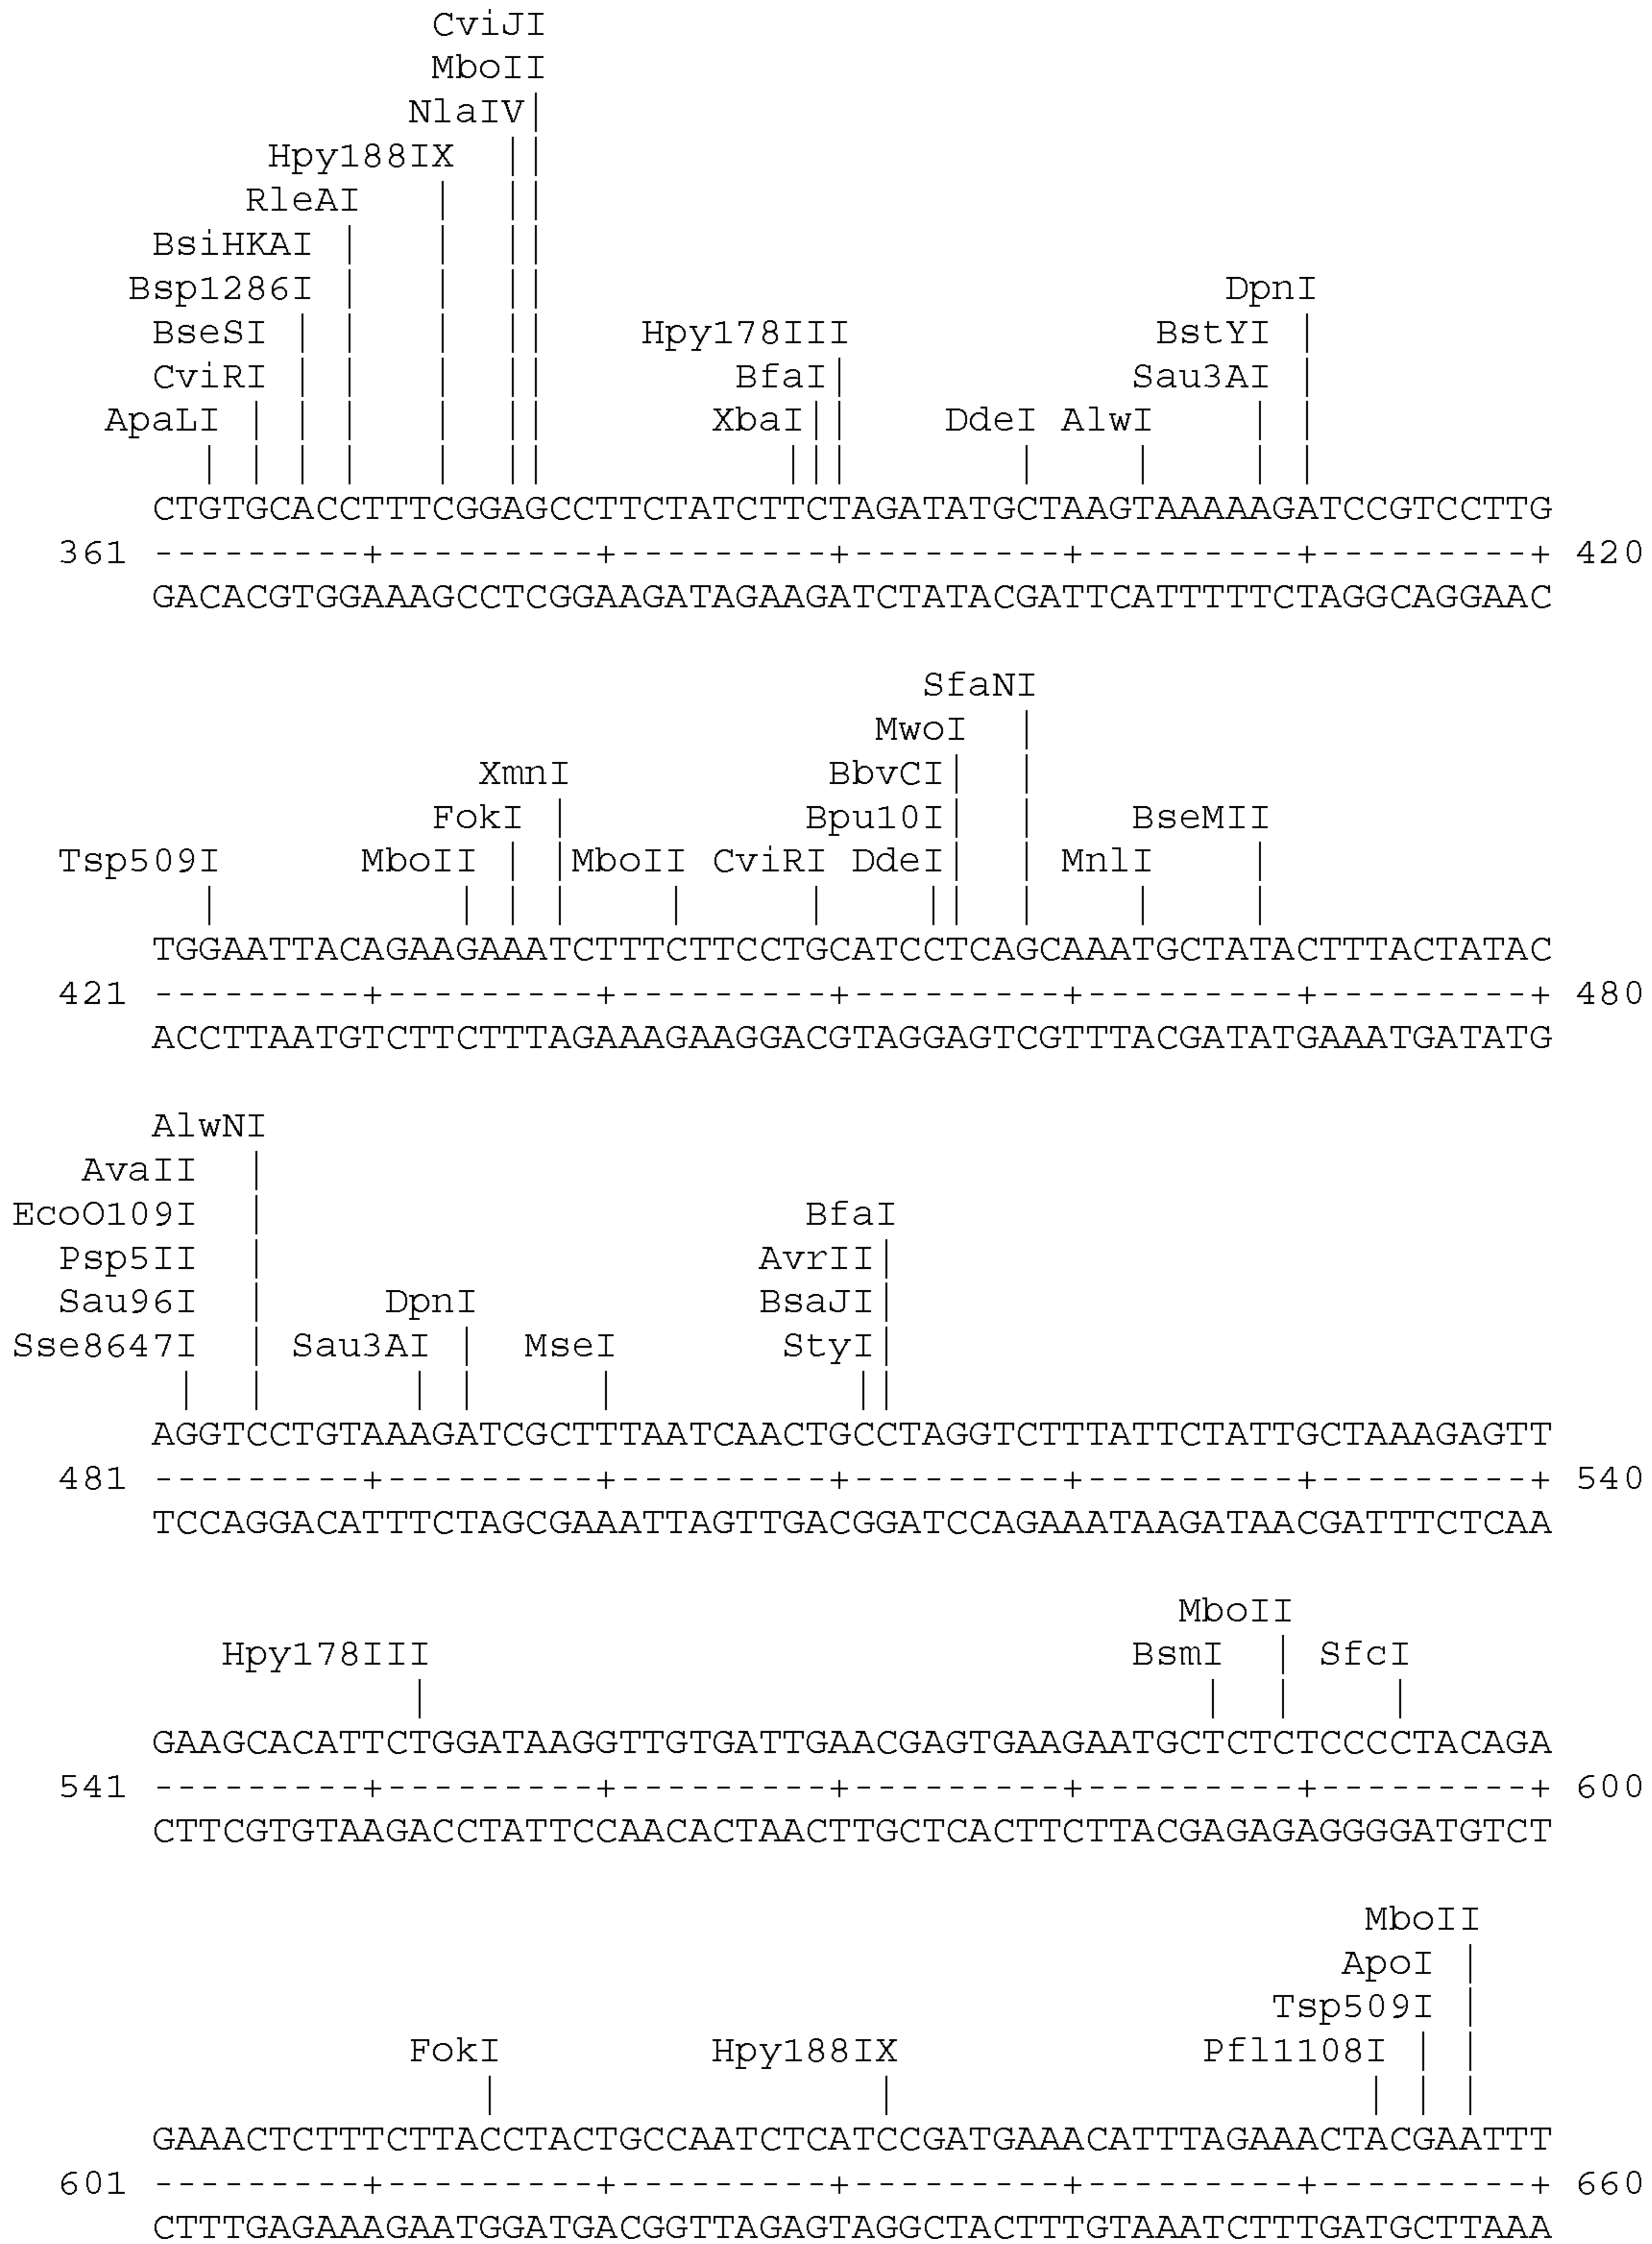 CviJI
MboII
NlaIV
Hpy188IX
RleAI
BsiHKAI
Bsp1286I DpnI
BseSI Hpy178III BstYI
CviRI BfaI Sau3AI
ApaLI XbaI DdeI AlwI
CTGTGCACCTTTCGGAGCCTTCTATCTTCTAGATATGCTAAGTAAAAAGATCCGTCCTTG
361 ---------+---------+---------+---------+---------+---------+ 420
GACACGTGGAAAGCCTCGGAAGATAGAAGATCTATACGATTCATTTTTCTAGGCAGGAAC
SfaNI
MwoI
XmnI BbvCI
FokI Bpu10I BseMII
Tsp509I MboII MboII CviRI DdeI MnlI
TGGAATTACAGAAGAAATCTTTCTTCCTGCATCCTCAGCAAATGCTATACTTTACTATAC
421 ---------+---------+---------+---------+---------+---------+ 480
ACCTTAATGTCTTCTTTAGAAAGAAGGACGTAGGAGTCGTTTACGATATGAAATGATATG
AlwNI
AvaII
EcoO109I BfaI
Psp5II AvrII
Sau96I DpnI BsaJI
Sse8647I Sau3AI MseI StyI
AGGTCCTGTAAAGATCGCTTTAATCAACTGCCTAGGTCTTTATTCTATTGCTAAAGAGTT
481 ---------+---------+---------+---------+---------+---------+ 540
TCCAGGACATTTCTAGCGAAATTAGTTGACGGATCCAGAAATAAGATAACGATTTCTCAA
MboII
Hpy178III BsmI SfcI
GAAGCACATTCTGGATAAGGTTGTGATTGAACGAGTGAAGAATGCTCTCTCCCCTACAGA
541 ---------+---------+---------+---------+---------+---------+ 600
CTTCGTGTAAGACCTATTCCAACACTAACTTGCTCACTTCTTACGAGAGAGGGGATGTCT
MboII
ApoI
Tsp509I
FokI Hpy188IX Pfl1108I
GAAACTCTTTCTTACCTACTGCCAATCTCATCCGATGAAACATTTAGAAACTACGAATTT
601 ---------+---------+---------+---------+---------+---------+ 660
CTTTGAGAAAGAATGGATGACGGTTAGAGTAGGCTACTTTGTAAATCTTTGATGCTTAAA